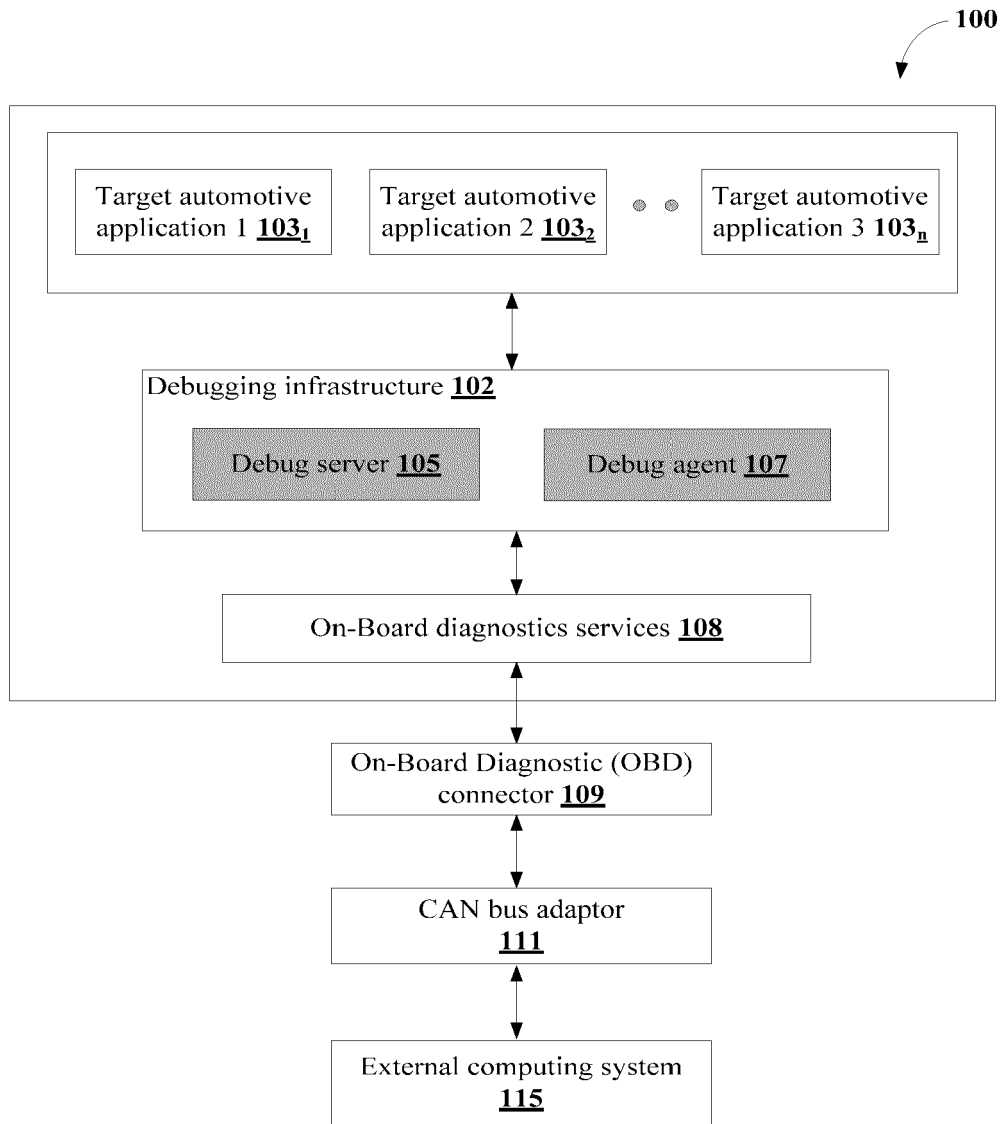 100
Target automotive
application 1 103₁
Target automotive
application 2 103₂
Target automotive
application 3 103ₙ
Debugging infrastructure 102
Debug server 105
Debug agent 107
On-Board diagnostics services 108
On-Board Diagnostic (OBD)
connector 109
CAN bus adaptor
111
External computing system
115